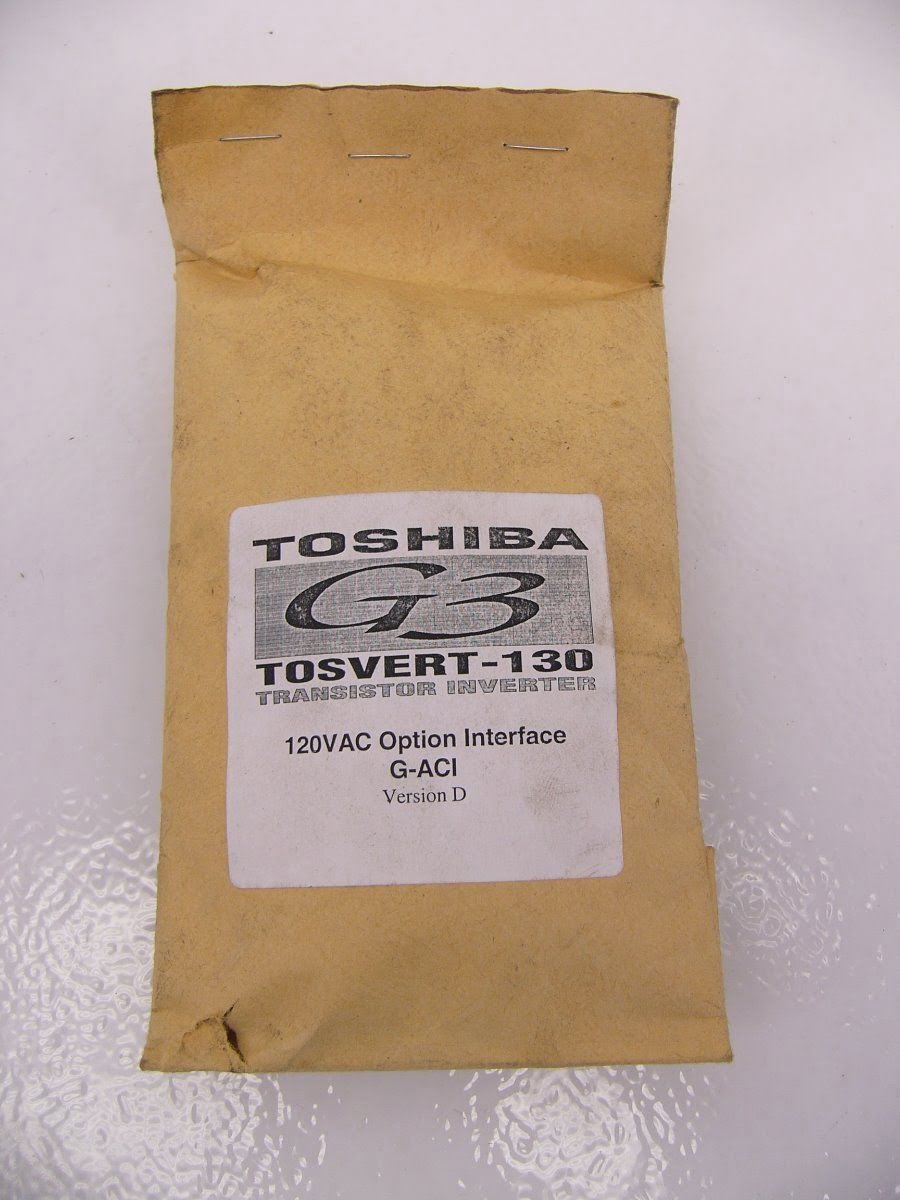 TOSHIBA
G3
TOSVERT-130
TRANSISTOR INVERTER
120VAC Option Interface
G-ACI
Version D